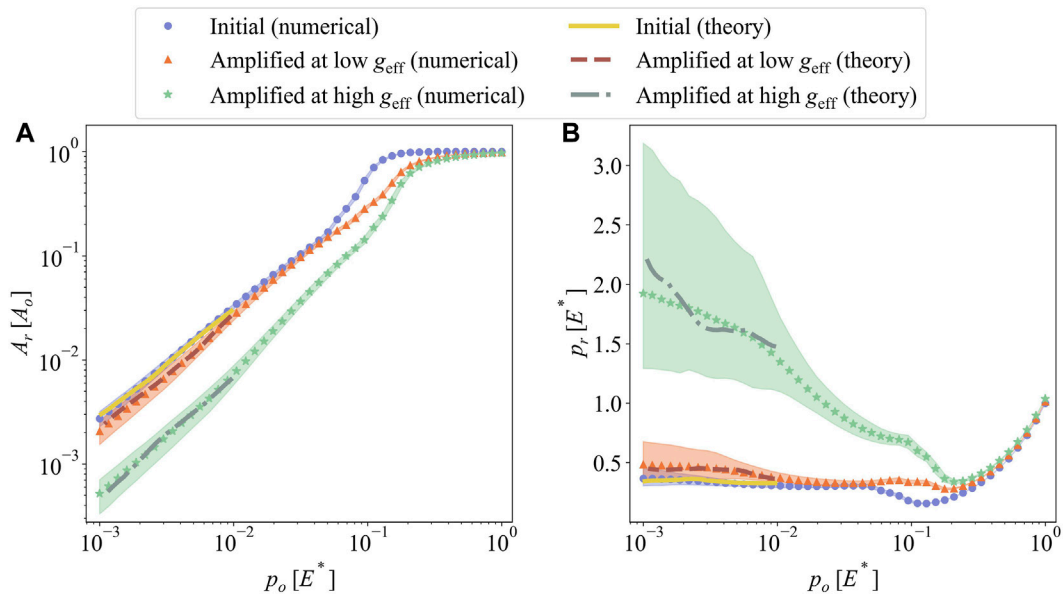 Initial (numerical)
Amplified at low g_eff (numerical)
Amplified at high g_eff (numerical)
Initial (theory)
Amplified at low g_eff (theory)
Amplified at high g_eff (theory)
A
10^0
10^-1
10^-2
10^-3
A_r [A_o]
10^-3
10^-2
10^-1
10^0
p_o [E^*]
B
3.0
2.5
2.0
1.5
1.0
0.5
p_r [E^*]
10^-3
10^-2
10^-1
10^0
p_o [E^*]